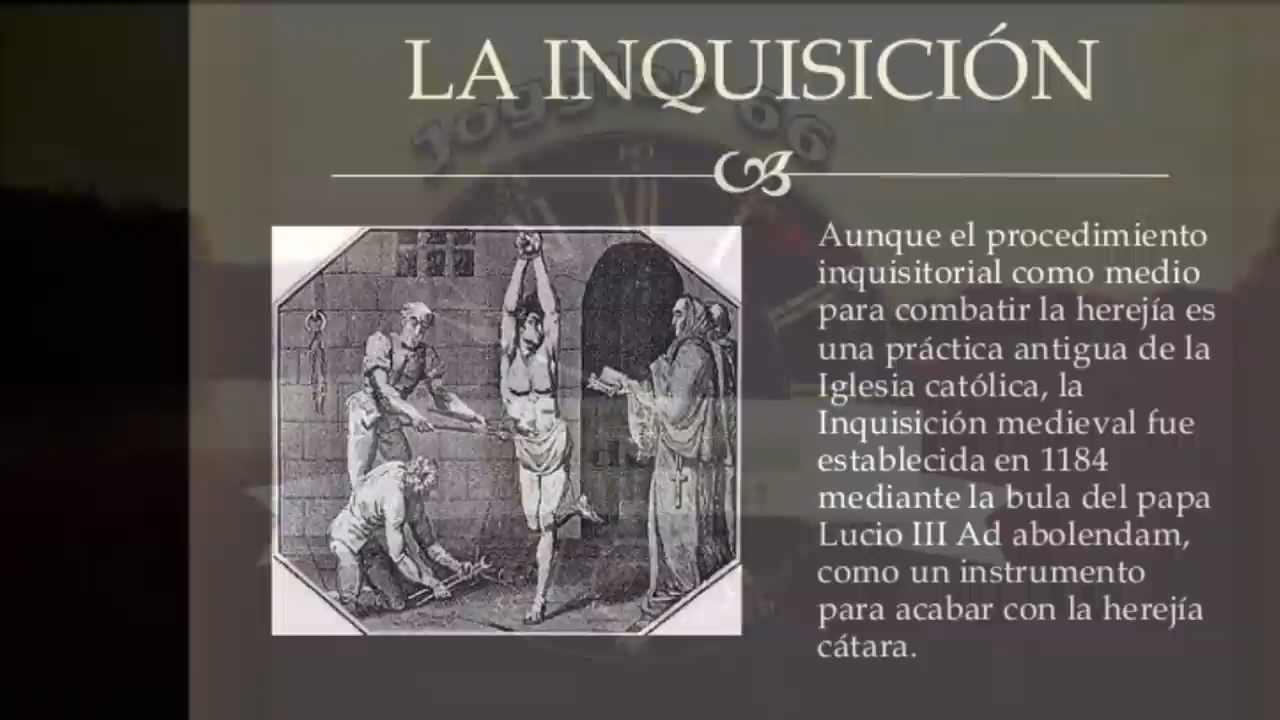 LA INQUISICIÓN
Joggler66
Aunque el procedimiento
inquisitorial como medio
para combatir la herejía es
una práctica antigua de la
Iglesia católica, la
Inquisición medieval fue
establecida en 1184
mediante la bula del papa
Lucio III Ad abolendam,
como un instrumento
para acabar con la herejía
cátara.